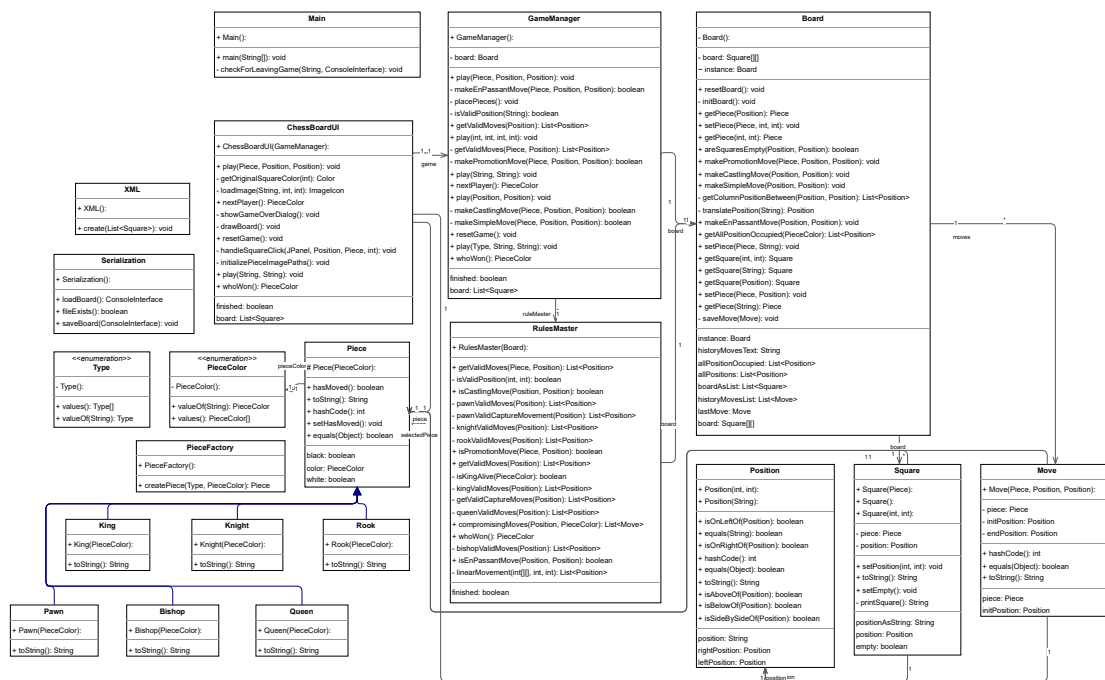 Main
+ Main():
+ main(String[]): void
- checkForLeavingGame(String, ConsoleInterface): void
GameManager
+ GameManager():
- board: Board
+ play(Piece, Position, Position): void
- makeEnPassantMove(Piece, Position, Position): boolean
- placePieces(): void
- isValidPosition(String): boolean
+ getValidMoves(Position): List<Position>
+ play(int, int, int, int): void
- getValidMoves(Piece, Position): List<Position>
- makePromotionMove(Piece, Position, Position): boolean
+ play(String, String): void
+ nextPlayer(): PieceColor
+ play(Position, Position): void
- makeCastlingMove(Piece, Position, Position): boolean
- makeSimpleMove(Piece, Position, Position): boolean
+ resetGame(): void
+ play(Type, String, String): void
+ whoWon(): PieceColor
finished: boolean
board: List<Square>
Board
- Board():
- board: Square[][]
~ instance: Board
+ resetBoard(): void
- initBoard(): void
+ getPiece(Position): Piece
+ setPiece(Piece, int, int): void
+ getPiece(int, int): Piece
+ areSquaresEmpty(Position, Position): boolean
+ makePromotionMove(Piece, Position, Position): void
+ makeCastlingMove(Position, Position): void
+ makeSimpleMove(Position, Position): void
- getColumnPositionBetween(Position, Position): List<Position>
- translatePosition(String): Position
+ makeEnPassantMove(Position, Position): void
+ getAllPositionOccupied(PieceColor): List<Position>
+ setPiece(Piece, String): void
+ getSquare(int, int): Square
+ getSquare(String): Square
+ getSquare(Position): Square
+ setPiece(Piece, Position): void
+ getPiece(String): Piece
- saveMove(Move): void
instance: Board
historyMovesText: String
allPositionOccupied: List<Position>
allPositions: List<Position>
boardAsList: List<Square>
historyMovesList: List<Move>
lastMove: Move
board: Square[][]
ChessBoardUI
+ ChessBoardUI(GameManager):
+ play(Piece, Position, Position): void
- getOriginalSquareColor(int): Color
- loadImage(String, int, int): ImageIcon
+ nextPlayer(): PieceColor
- showGameOverDialog(): void
- drawBoard(): void
+ resetGame(): void
- handleSquareClick(JPanel, Position, Piece, int): void
- initializePieceImagePaths(): void
+ play(String, String): void
+ whoWon(): PieceColor
finished: boolean
board: List<Square>
game
XML
+ XML():
+ create(List<Square>): void
Serialization
+ Serialization():
+ loadBoard(): ConsoleInterface
+ fileExists(): boolean
+ saveBoard(ConsoleInterface): void
board
1
moves
1
ruleMaster
RulesMaster
+ RulesMaster(Board):
+ getValidMoves(Piece, Position): List<Position>
- isValidPosition(int, int): boolean
+ isCastlingMove(Position, Position): boolean
- pawnValidMoves(Position): List<Position>
- pawnValidCaptureMovement(Position): List<Position>
- knightValidMoves(Position): List<Position>
- rookValidMoves(Position): List<Position>
+ isPromotionMove(Piece, Position): boolean
+ getValidMoves(Position): List<Position>
- isKingAlive(PieceColor): boolean
- kingValidMoves(Position): List<Position>
- getValidCaptureMoves(Position): List<Position>
- queenValidMoves(Position): List<Position>
+ compromisingMoves(Position, PieceColor): List<Move>
+ whoWon(): PieceColor
- bishopValidMoves(Position): List<Position>
+ isEnPassantMove(Position, Position): boolean
- linearMovement(int[][], int, int): List<Position>
finished: boolean
board
<<enumeration>>
Type
- Type():
+ values(): Type[]
+ valueOf(String): Type
<<enumeration>>
PieceColor
- PieceColor():
+ valueOf(String): PieceColor
+ values(): PieceColor[]
pieceColor
Piece
# Piece(PieceColor):
+ hasMoved(): boolean
+ toString(): String
+ hashCode(): int
+ setHasMoved(): void
+ equals(Object): boolean
black: boolean
color: PieceColor
white: boolean
piece
selectedPiece
PieceFactory
+ PieceFactory():
+ createPiece(Type, PieceColor): Piece
King
+ King(PieceColor):
+ toString(): String
Knight
+ Knight(PieceColor):
+ toString(): String
Rook
+ Rook(PieceColor):
+ toString(): String
Pawn
+ Pawn(PieceColor):
+ toString(): String
Bishop
+ Bishop(PieceColor):
+ toString(): String
Queen
+ Queen(PieceColor):
+ toString(): String
board
Position
+ Position(int, int):
+ Position(String):
+ isOnLeftOf(Position): boolean
+ equals(String): boolean
+ isOnRightOf(Position): boolean
+ hashCode(): int
+ equals(Object): boolean
+ toString(): String
+ isAboveOf(Position): boolean
+ isBelowOf(Position): boolean
+ isSideBySideOf(Position): boolean
position: String
rightPosition: Position
leftPosition: Position
Square
+ Square(Piece):
+ Square():
+ Square(int, int):
- piece: Piece
- position: Position
+ setPosition(int, int): void
+ toString(): String
+ setEmpty(): void
- printSquare(): String
positionAsString: String
position: Position
empty: boolean
Move
+ Move(Piece, Position, Position):
- piece: Piece
- initPosition: Position
- endPosition: Position
+ hashCode(): int
+ equals(Object): boolean
+ toString(): String
piece: Piece
initPosition: Position
1
1